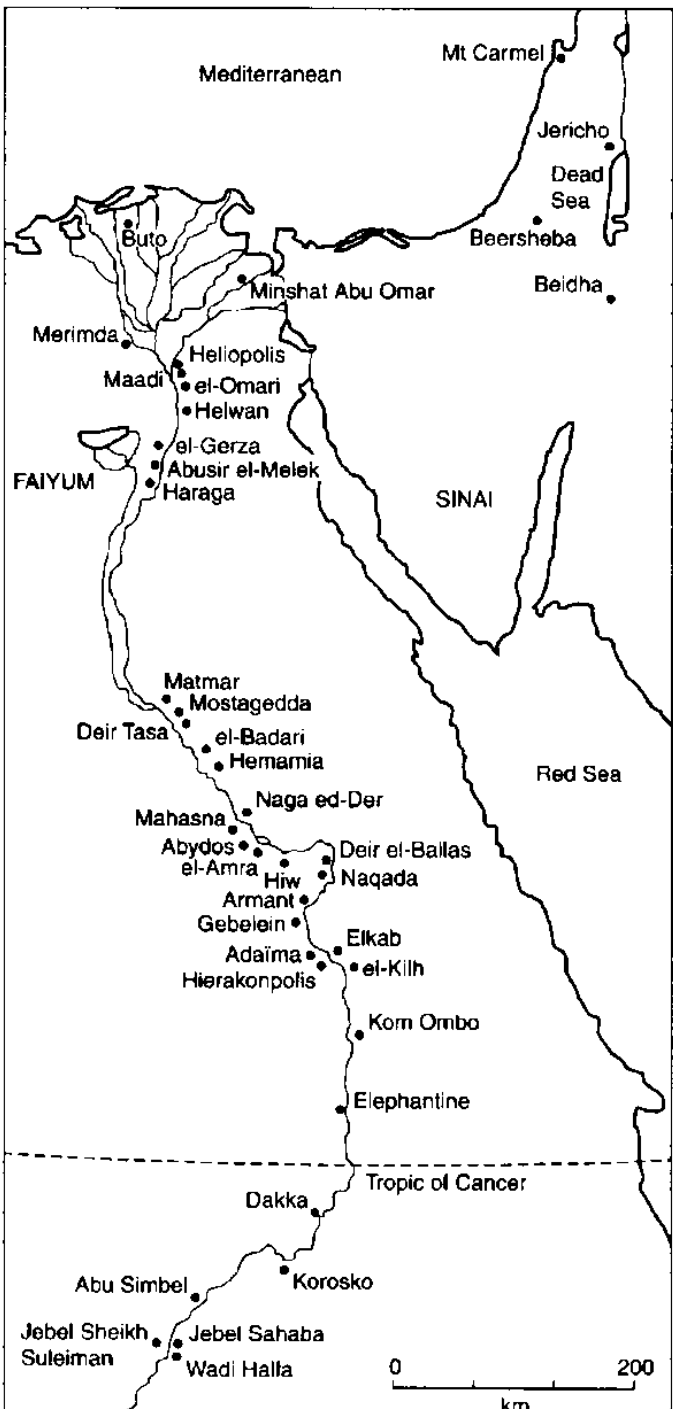 Mt Carmel
Mediterranean
Jericho
Dead
Sea
Buto
Beersheba
Minshat Abu Omar
Beidha
Merimda
Heliopolis
Maadi
el-Omari
Helwan
el-Gerza
Abusir el-Melek
FAIYUM
Haraga
SINAI
Matmar
Mostagedda
Deir Tasa
el-Badari
Hemamia
Red Sea
Naga ed-Der
Mahasna
Abydos
Deir el-Ballas
el-Amra
Hiw
Naqada
Armant
Gebelein
Elkab
Adaïma
el-Kilh
Hierakonpolis
Kom Ombo
Elephantine
Tropic of Cancer
Dakka
Korosko
Abu Simbel
Jebel Sheikh
Suleiman
Jebel Sahaba
Wadi Halla
0 200
km